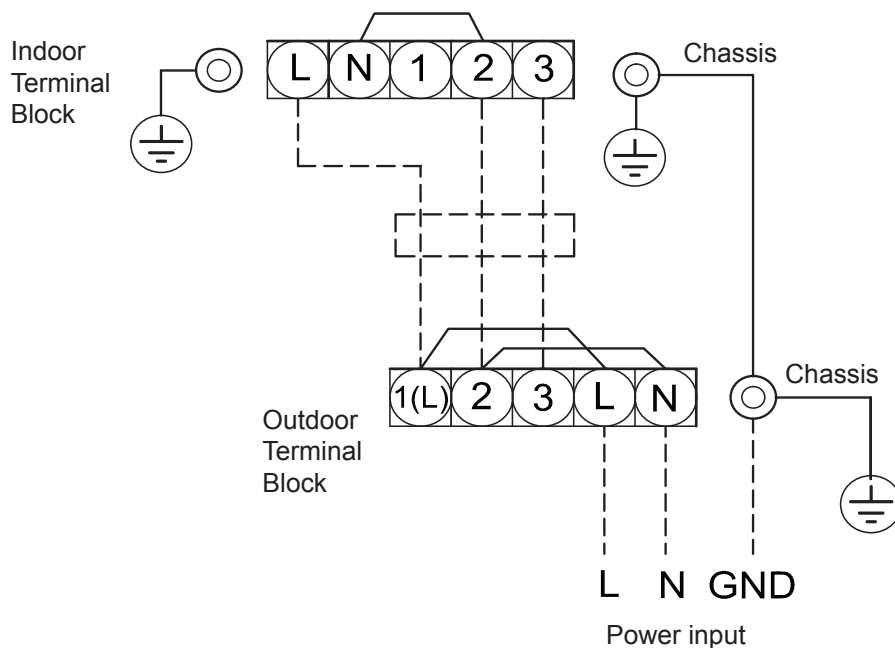 Indoor
Terminal
Block
L N 1 2 3
Chassis
Chassis
1(L) 2 3 L N
Outdoor
Terminal
Block
L N GND
Power input